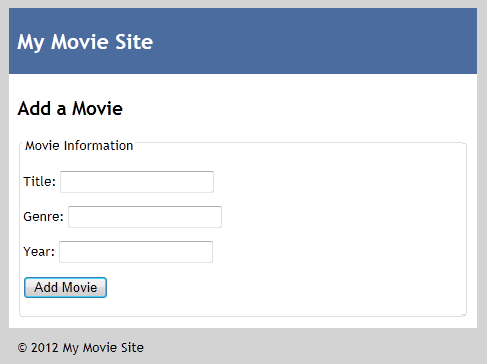 My Movie Site
Add a Movie
Movie Information
Title:
Genre:
Year:
Add Movie
© 2012 My Movie Site